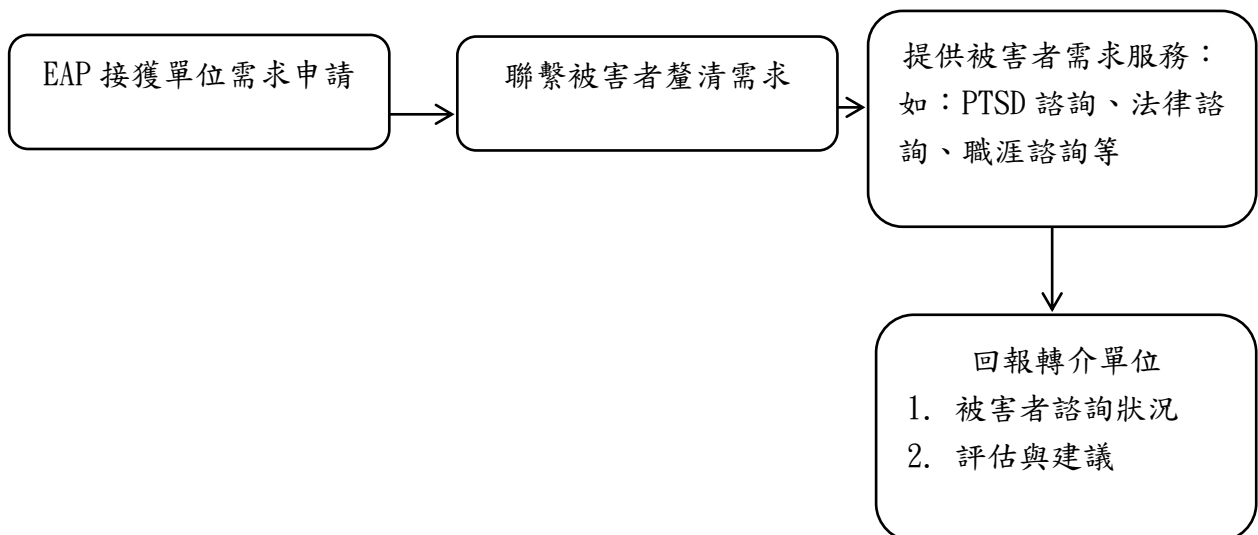 EAP 接獲單位需求申請
聯繫被害者釐清需求
提供被害者需求服務：
如：PTSD 諮詢、法律諮
詢、職涯諮詢等
回報轉介單位
1. 被害者諮詢狀況
2. 評估與建議